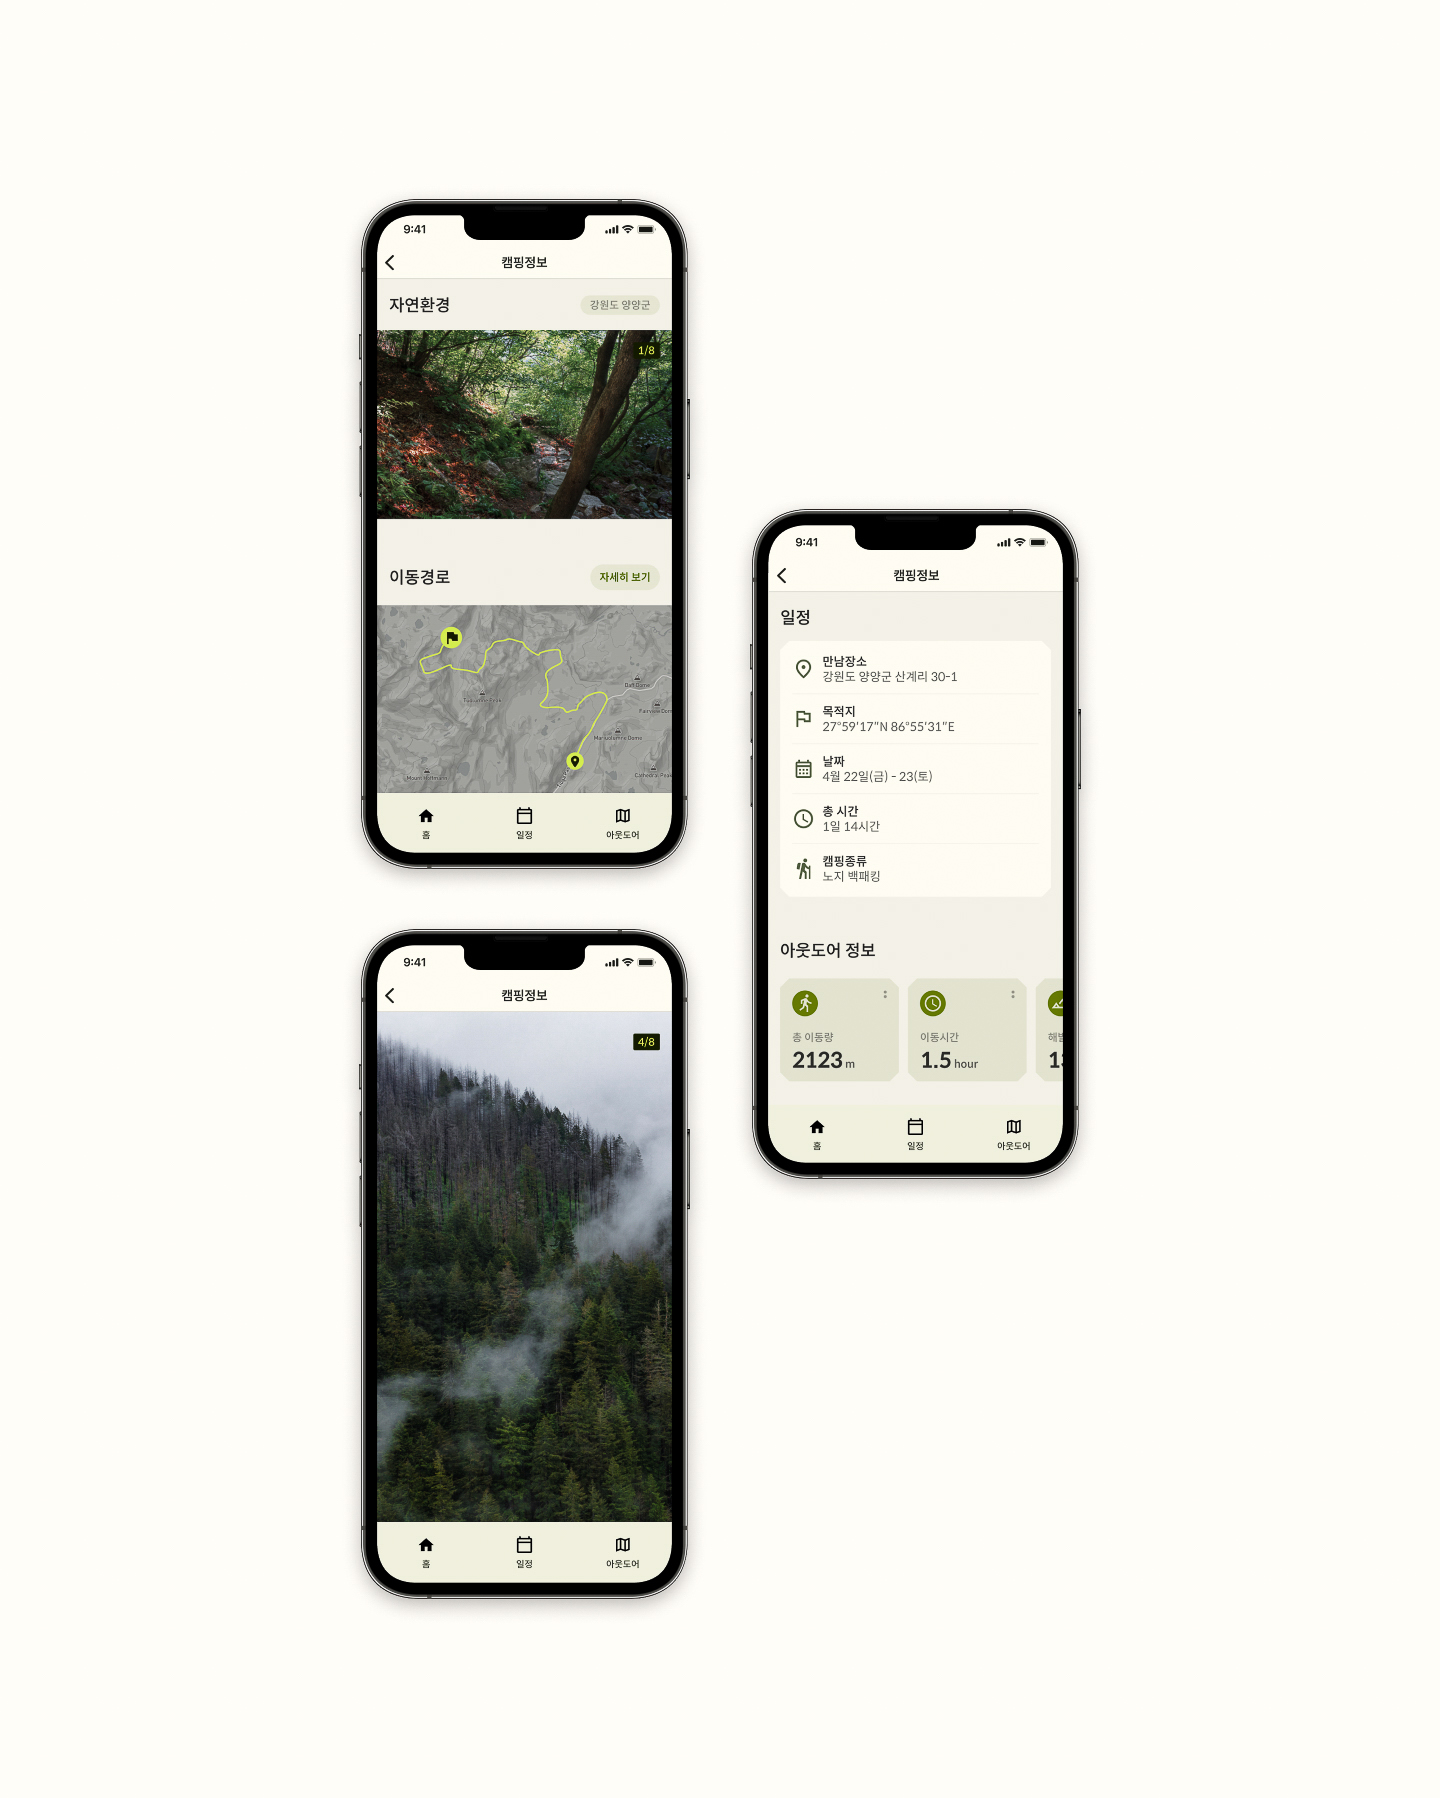 9:41
캠핑정보
자연환경
강원도 양양군
1/8
이동경로
자세히 보기
Tuolumne Peak
Daff Dome
Fairview Dom
Marmolomne Dome
Mount Hoffmann
Cathedral Peak
홈
일정
아웃도어
9:41
캠핑정보
4/8
홈
일정
아웃도어
9:41
캠핑정보
일정
만남장소
강원도 양양군 산계리 30-1
목적지
27°59'17"N 86°55'31"E
날짜
4월 22일(금) - 23(토)
총 시간
1일 14시간
캠핑종류
노지 백패킹
아웃도어 정보
총 이동량
2123 m
이동시간
1.5 hour
해발
13
홈
일정
아웃도어